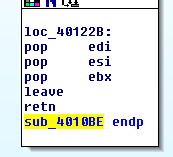 loc_40122B:
pop     edi
pop     esi
pop     ebx
leave
retn
sub_4010BE endp